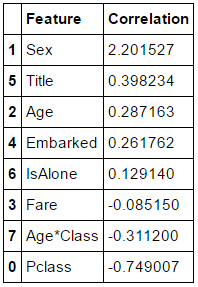 Feature Correlation
1 Sex 2.201527
5 Title 0.398234
2 Age 0.287163
4 Embarked 0.261762
6 IsAlone 0.129140
3 Fare -0.085150
7 Age*Class -0.311200
0 Pclass -0.749007